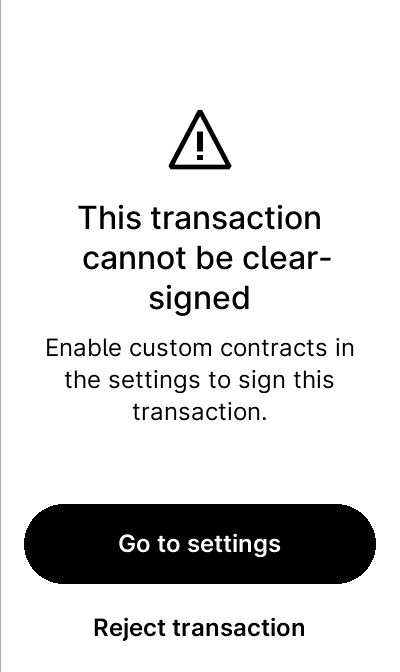 This transaction
cannot be clear-
signed
Enable custom contracts in
the settings to sign this
transaction.
Go to settings
Reject transaction